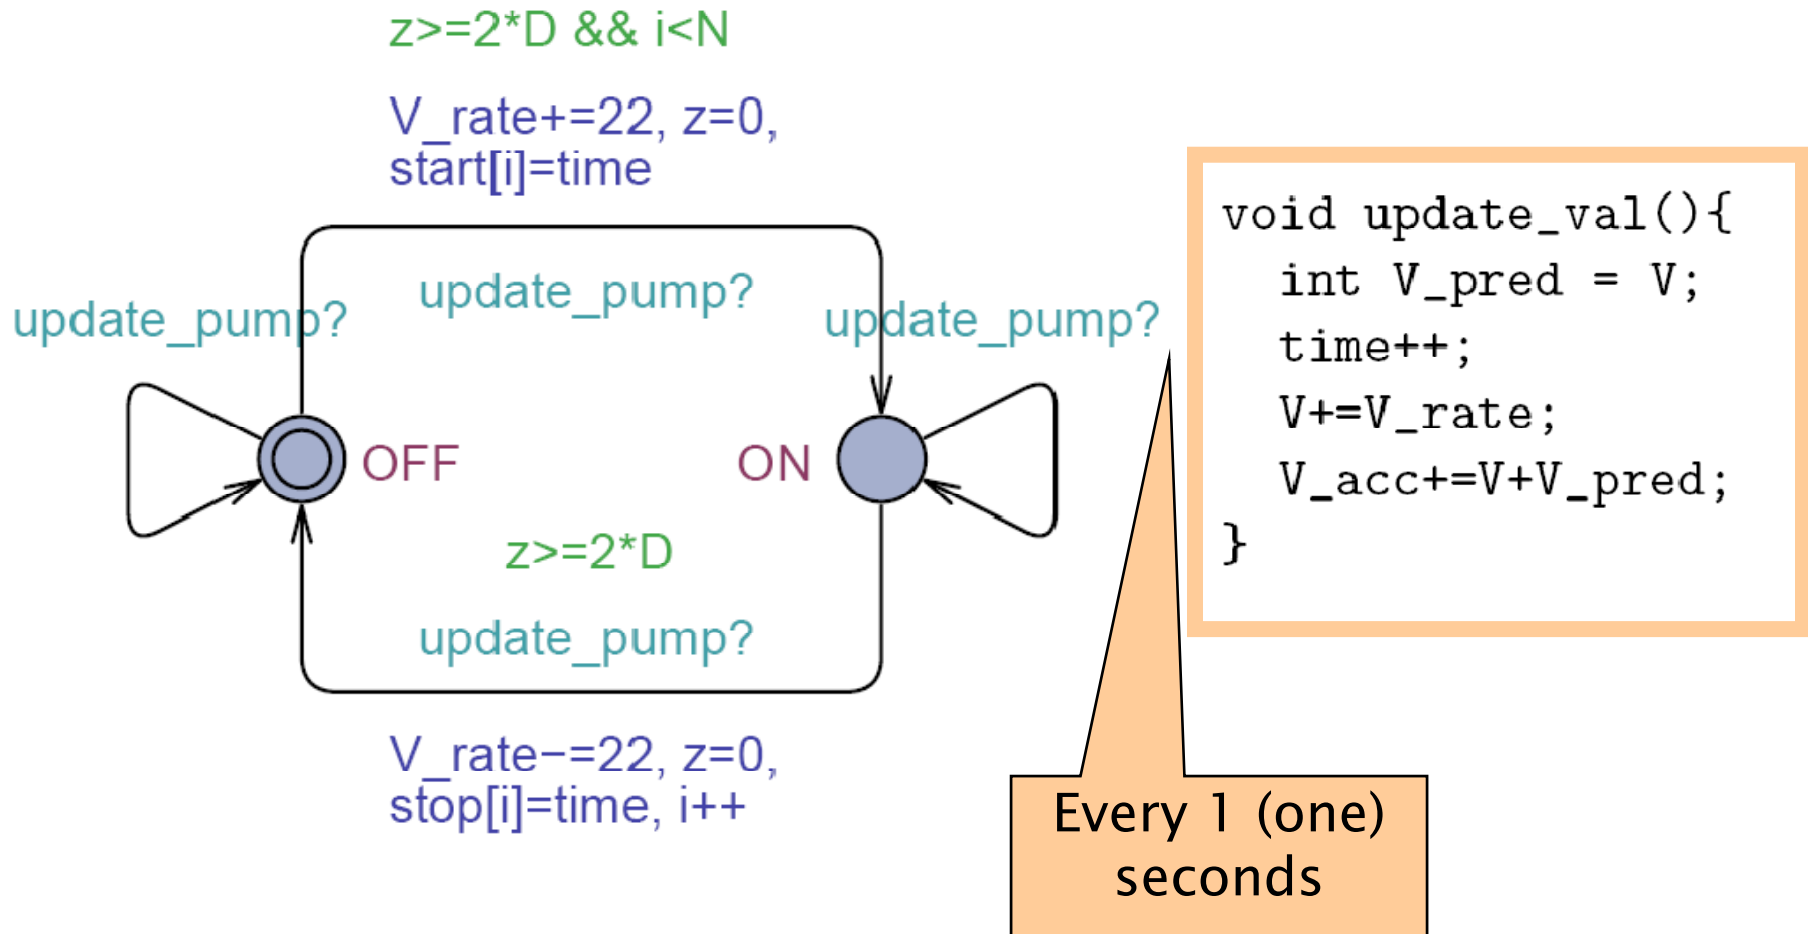 z>=2*D && i<N
V_rate+=22, z=0,
start[i]=time
update_pump?
update_pump?
update_pump?
OFF
ON
z>=2*D
update_pump?
V_rate−=22, z=0,
stop[i]=time, i++
void update_val(){
int V_pred = V;
time++;
V+=V_rate;
V_acc+=V+V_pred;
}
Every 1 (one)
seconds